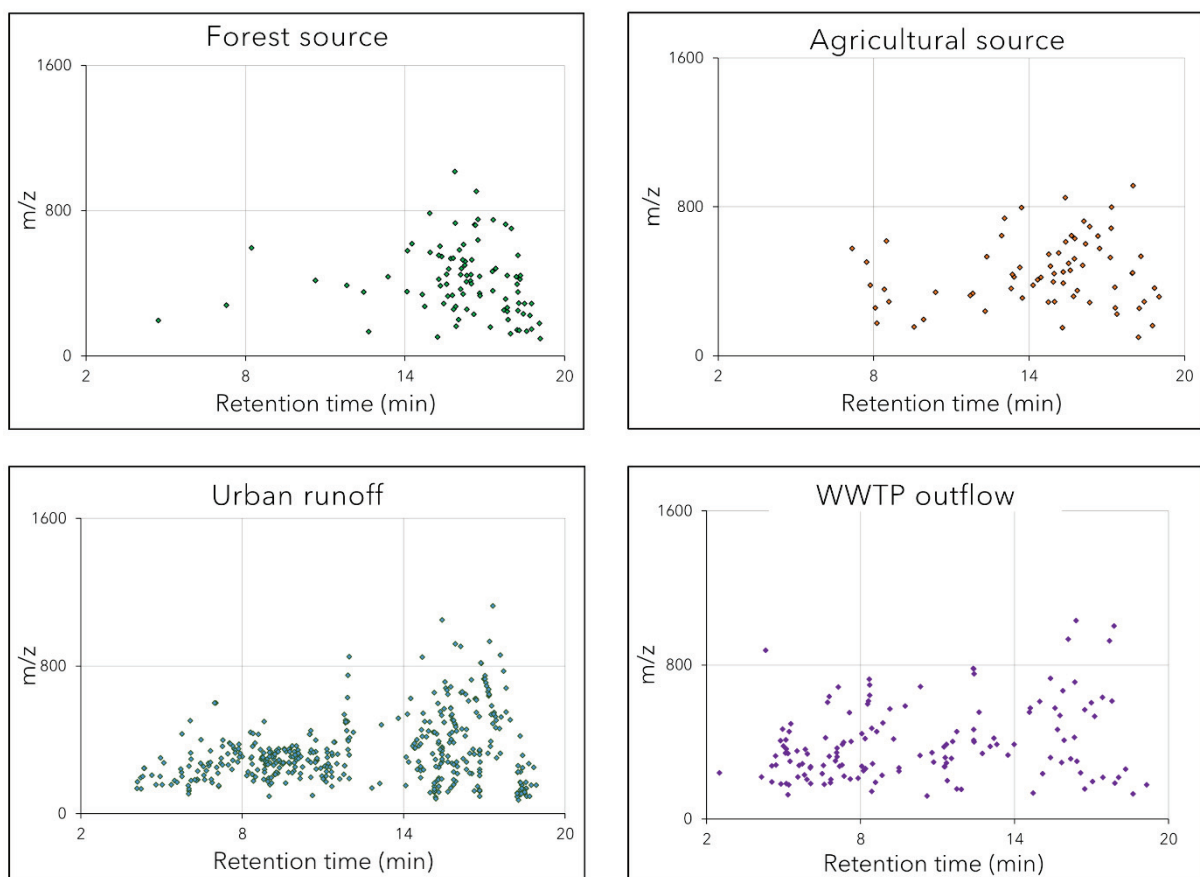 Forest source
1600
800
0
m/z
2 8 14 20
Retention time (min)
Agricultural source
1600
800
0
m/z
2 8 14 20
Retention time (min)
Urban runoff
1600
800
0
m/z
2 8 14 20
Retention time (min)
WWTP outflow
1600
800
0
m/z
2 8 14 20
Retention time (min)